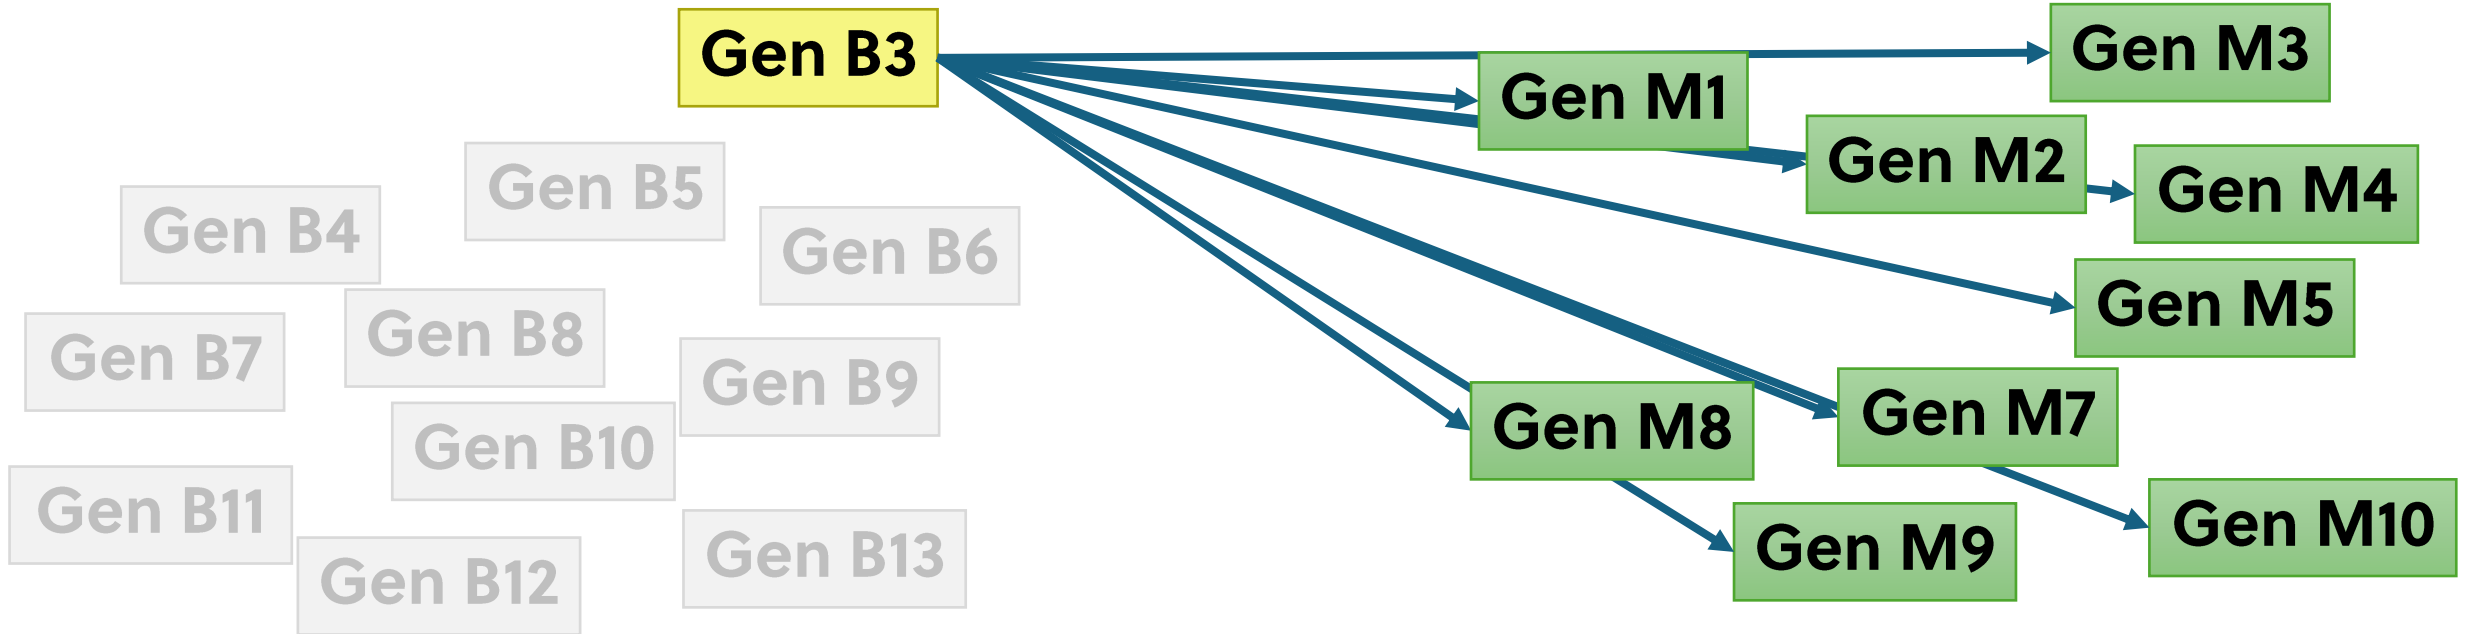 Gen B3
Gen M3
Gen M1
Gen M2
Gen M4
Gen B5
Gen B4
Gen B6
Gen M5
Gen B8
Gen B7
Gen B9
Gen M7
Gen M8
Gen B10
Gen B11
Gen M10
Gen B13
Gen M9
Gen B12